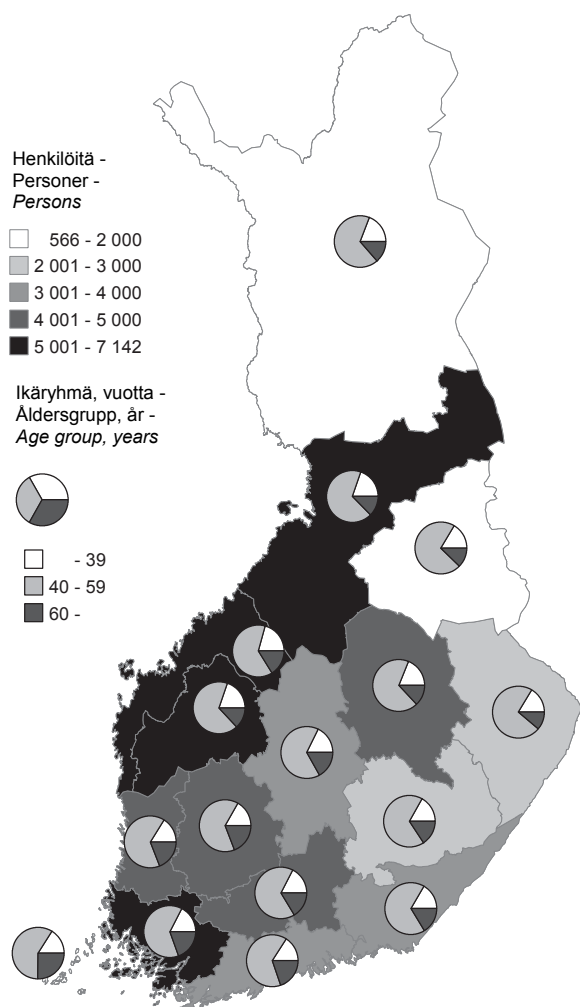 Henkilöitä -
Personer -
Persons
566 - 2 000
2 001 - 3 000
3 001 - 4 000
4 001 - 5 000
5 001 - 7 142
Ikäryhmä, vuotta -
Åldersgrupp, år -
Age group, years
- 39
40 - 59
60 -